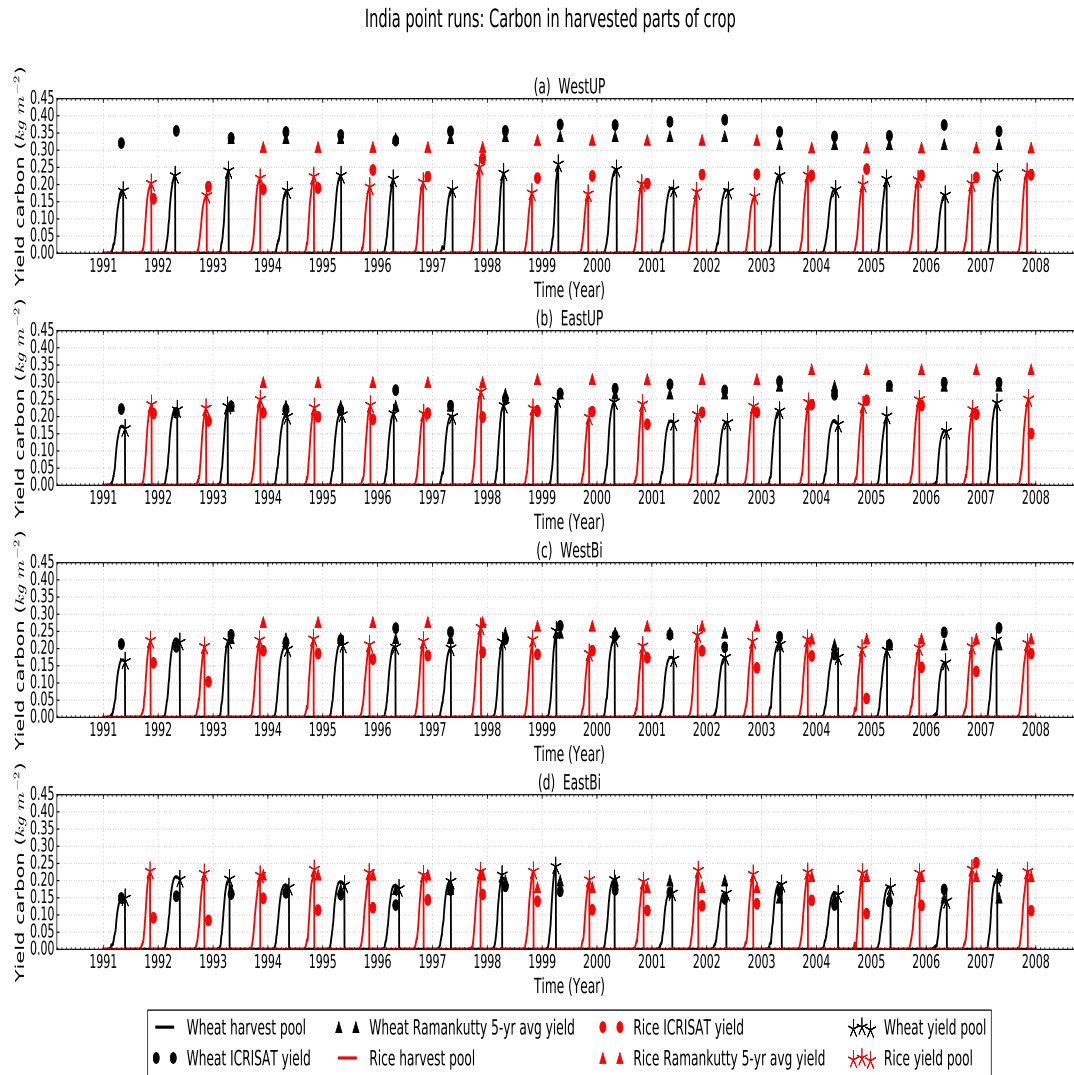 India point runs: Carbon in harvested parts of crop
(a) WestUP
Yield carbon (kg m⁻²)
0.45
0.40
0.35
0.30
0.25
0.20
0.15
0.10
0.05
0.00
1991 1992 1993 1994 1995 1996 1997 1998 1999 2000 2001 2002 2003 2004 2005 2006 2007 2008
Time (Year)
(b) EastUP
Yield carbon (kg m⁻²)
0.45
0.40
0.35
0.30
0.25
0.20
0.15
0.10
0.05
0.00
1991 1992 1993 1994 1995 1996 1997 1998 1999 2000 2001 2002 2003 2004 2005 2006 2007 2008
Time (Year)
(c) WestBi
Yield carbon (kg m⁻²)
0.45
0.40
0.35
0.30
0.25
0.20
0.15
0.10
0.05
0.00
1991 1992 1993 1994 1995 1996 1997 1998 1999 2000 2001 2002 2003 2004 2005 2006 2007 2008
Time (Year)
(d) EastBi
Yield carbon (kg m⁻²)
0.45
0.40
0.35
0.30
0.25
0.20
0.15
0.10
0.05
0.00
1991 1992 1993 1994 1995 1996 1997 1998 1999 2000 2001 2002 2003 2004 2005 2006 2007 2008
Time (Year)
Wheat harvest pool Wheat Ramankutty 5-yr avg yield Rice ICRISAT yield Wheat yield pool
Wheat ICRISAT yield Rice harvest pool Rice Ramankutty 5-yr avg yield Rice yield pool